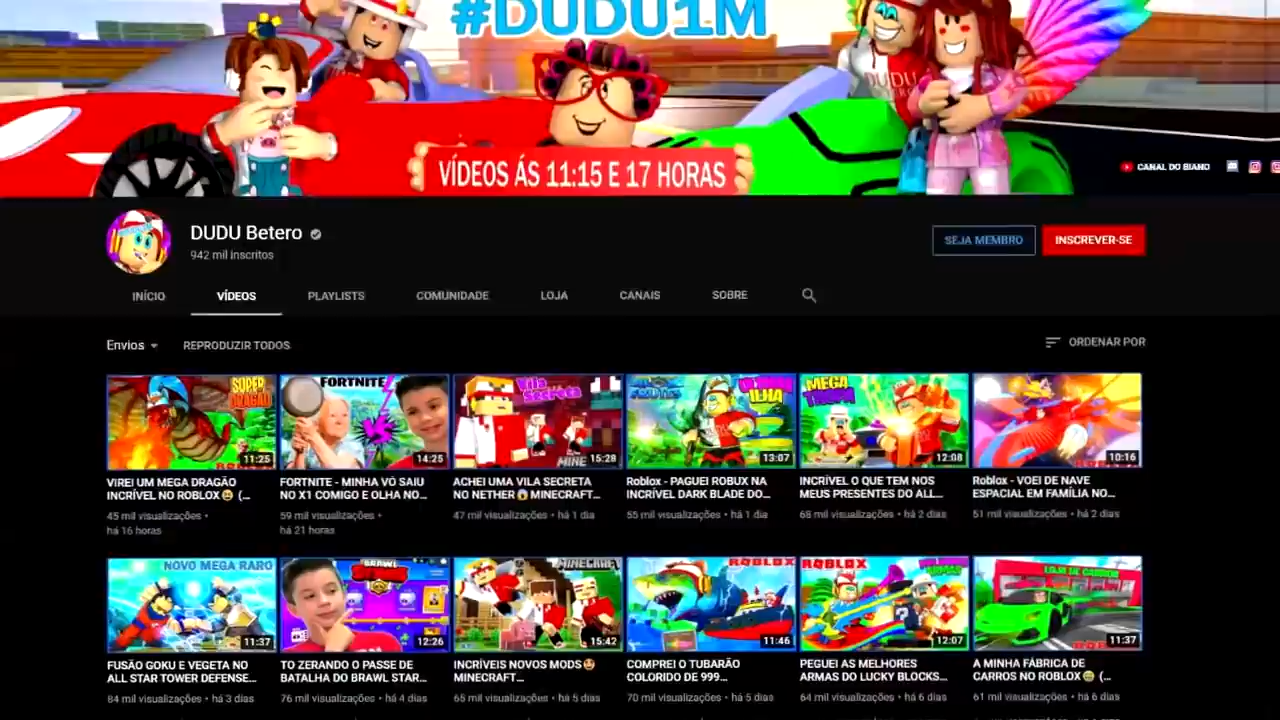 #DUDU1M
DUDU
VÍDEOS ÁS 11:15 E 17 HORAS
CANAL DO BIANO
DUDU Betero
942 mil inscritos
SEJA MEMBRO
INSCREVER-SE
INÍCIO
VÍDEOS
PLAYLISTS
COMUNIDADE
LOJA
CANAIS
SOBRE
Envios
REPRODUZIR TODOS
ORDENAR POR
SUPER
DRAGÃO
11:25
FORTNITE
VS
14:25
Vila
Secreta
MINE
15:28
ILHA
DUDU
13:07
MEGA
TROPA
DUDU
12:08
10:16
VIREI UM MEGA DRAGÃO
INCRÍVEL NO ROBLOX (...
45 mil visualizações •
há 16 horas
FORTNITE - MINHA VÓ SAIU
NO X1 COMIGO E OLHA NO...
59 mil visualizações •
há 21 horas
ACHEI UMA VILA SECRETA
NO NETHER MINECRAFT...
47 mil visualizações • há 1 dia
Roblox - PAGUEI ROBUX NA
INCRÍVEL DARK BLADE DO...
55 mil visualizações • há 1 dia
INCRÍVEL O QUE TEM NOS
MEUS PRESENTES DO ALL...
68 mil visualizações • há 2 dias
Roblox - VOEI DE NAVE
ESPACIAL EM FAMÍLIA NO...
51 mil visualizações • há 2 dias
NOVO MEGA RARO
11:37
BRAWL
STARS
12:26
MINECRAFT
15:42
ROBLOX
11:46
ROBLOX
12:07
LOJA DE CARROS
11:37
FUSÃO GOKU E VEGETA NO
ALL STAR TOWER DEFENSE...
84 mil visualizações • há 3 dias
TO ZERANDO O PASSE DE
BATALHA DO BRAWL STAR...
76 mil visualizações • há 4 dias
INCRÍVEIS NOVOS MODS
MINECRAFT...
65 mil visualizações • há 5 dias
COMPREI O TUBARÃO
COLORIDO DE 999...
70 mil visualizações • há 5 dias
PEGUEI AS MELHORES
ARMAS DO LUCKY BLOCKS...
64 mil visualizações • há 6 dias
A MINHA FÁBRICA DE
CARROS NO ROBLOX (...
61 mil visualizações • há 6 dias